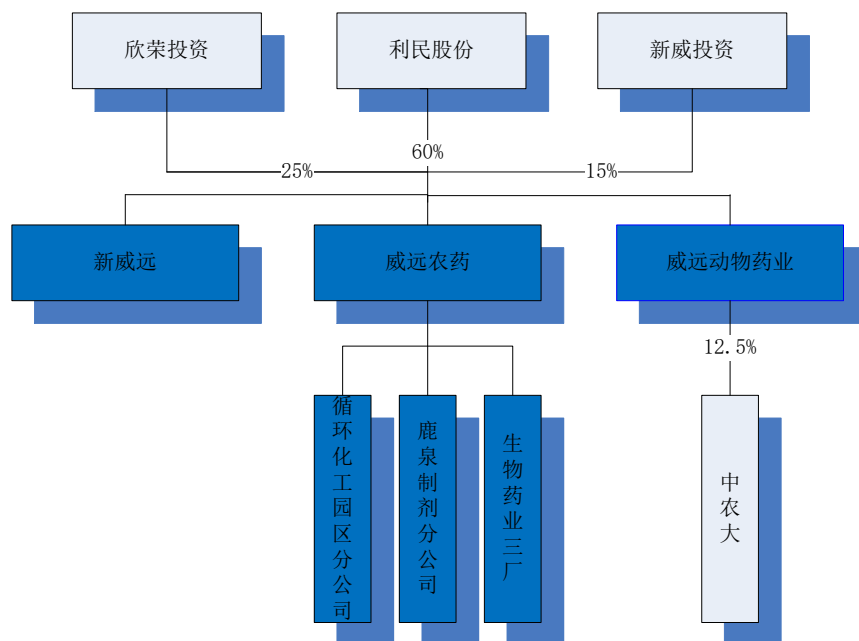 欣荣投资
利民股份
新威投资
60%
25%
15%
新威远
威远农药
威远动物药业
12.5%
循环化工园区分公司
鹿泉制剂分公司
生物药业三厂
中农大